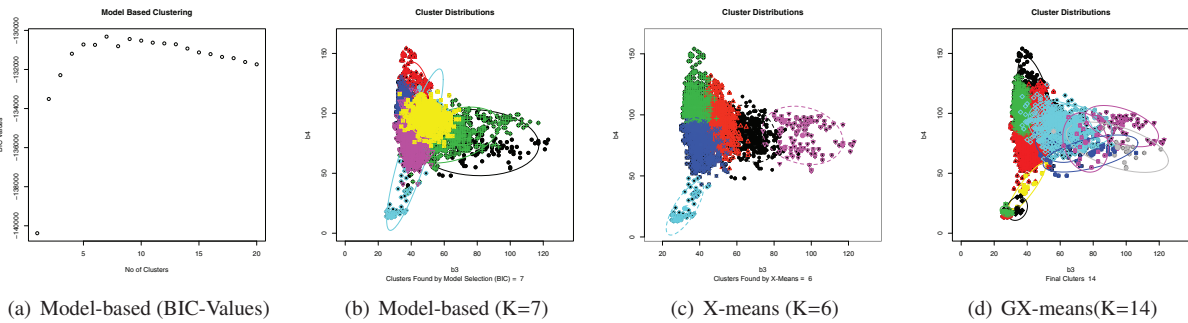 Model Based Clustering
-130000
-132000
-140000
5
10
15
20
No of Clusters
Cluster Distributions
b4
0
50
100
150
0
20
40
60
80
100
120
b3
Clusters Found by Model Selection (BIC) = 7
Cluster Distributions
b4
0
50
100
150
0
20
40
60
80
100
120
b3
Clusters Found by X-Means = 6
Cluster Distributions
b4
0
50
100
150
0
20
40
60
80
100
120
b3
Final Cluters 14
(a) Model-based (BIC-Values)
(b) Model-based (K=7)
(c) X-means (K=6)
(d) GX-means(K=14)